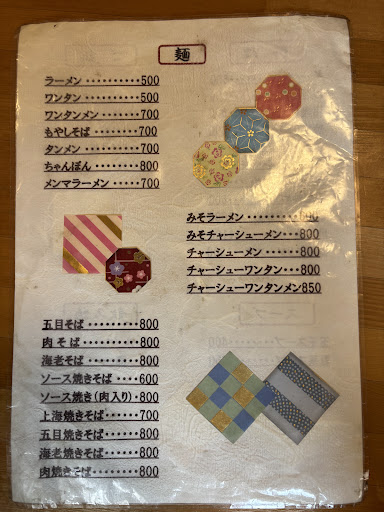 麺
ラーメン・・・・・・・・・・500
ワンタン・・・・・・・・・・500
ワンタンメン・・・・・・・700
もやしそば・・・・・・・・700
タンメン・・・・・・・・・・700
ちゃんぽん・・・・・・・・800
メンマラーメン・・・・・700
みそラーメン・・・・・・・・
みそチャーシューメン・・・800
チャーシューメン・・・・・800
チャーシューワンタン・・・800
チャーシューワンタンメン850
五目そば・・・・・・・・・800
肉そば・・・・・・・・・・800
海老そば・・・・・・・・・800
ソース焼きそば・・・・600
ソース焼き(肉入り)・800
上海焼きそば・・・・・・700
五目焼きそば・・・・・・800
海老焼きそば・・・・・・800
肉焼きそば・・・・・・・・800